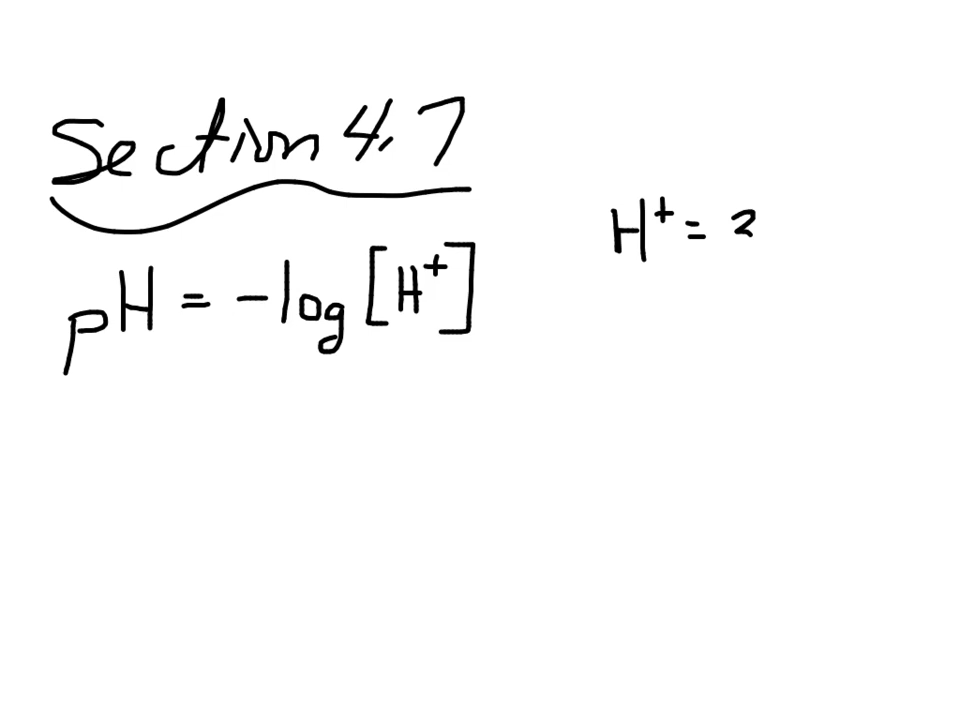 Section 4.7
pH = -log [H⁺]
H⁺ = 2